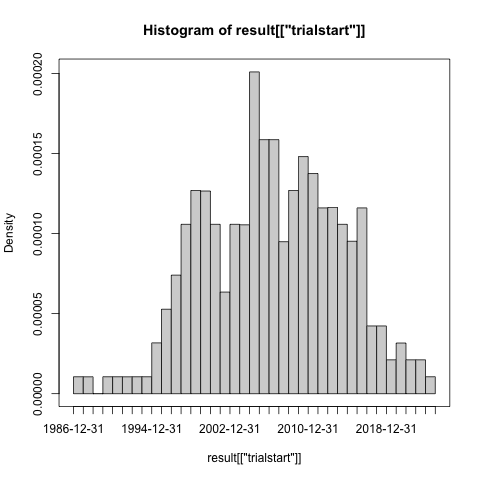 Histogram of result[["trialstart"]]
0.00020
0.00015
0.00010
0.00005
0.00000
Density
1986-12-31 1994-12-31 2002-12-31 2010-12-31 2018-12-31
result[["trialstart"]]